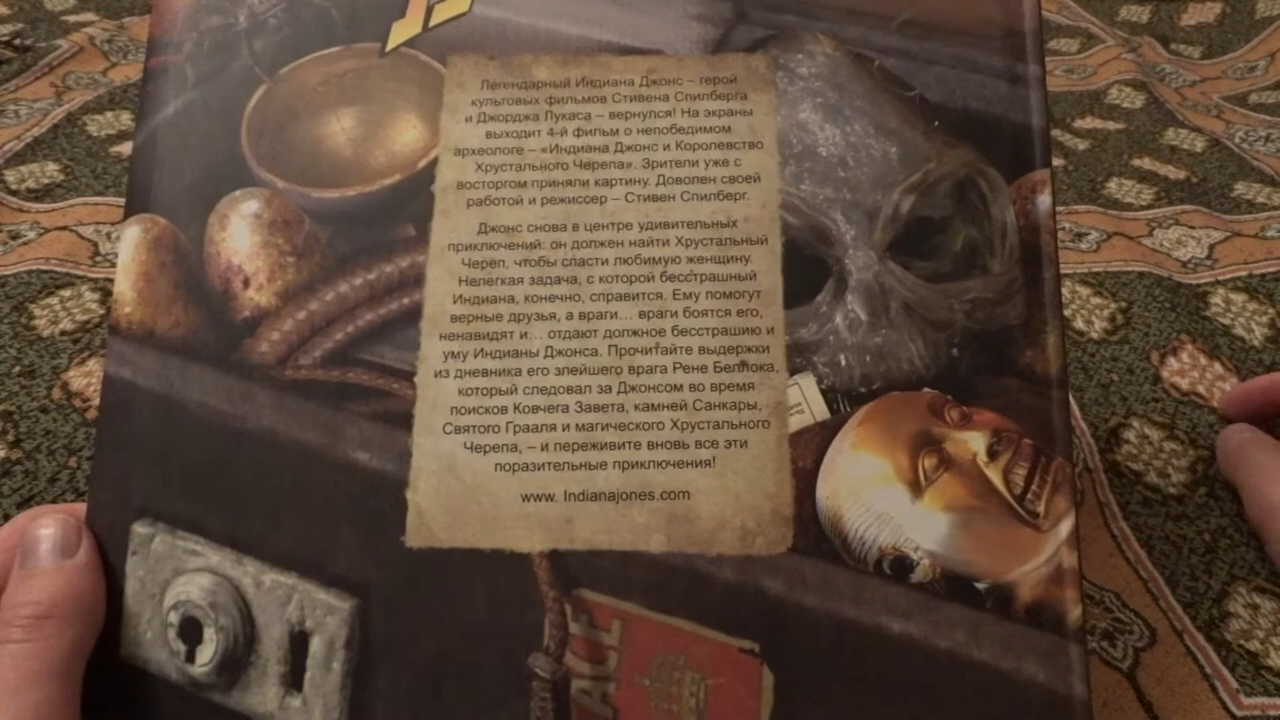 Легендарный Индиана Джонс – герой
культовых фильмов Стивена Спилберга
и Джорджа Лукаса – вернулся! На экраны
выходит 4-й фильм о непобедимом
археологе – «Индиана Джонс и Королевство
Хрустального Черепа». Зрители уже с
восторгом приняли картину. Доволен своей
работой и режиссер – Стивен Спилберг.
Джонс снова в центре удивительных
приключений: он должен найти Хрустальный
Череп, чтобы спасти любимую женщину.
Нелегкая задача, с которой бесстрашный
Индиана, конечно, справится. Ему помогут
верные друзья, а враги... враги боятся его,
ненавидят и... отдают должное бесстрашию и
уму Индианы Джонса. Прочитайте выдержки
из дневника его злейшего врага Рене Беллока,
который следовал за Джонсом во время
поисков Ковчега Завета, камней Санкары,
Святого Грааля и магического Хрустального
Черепа, – и переживите вновь все эти
поразительные приключения!
www. Indianajones.com